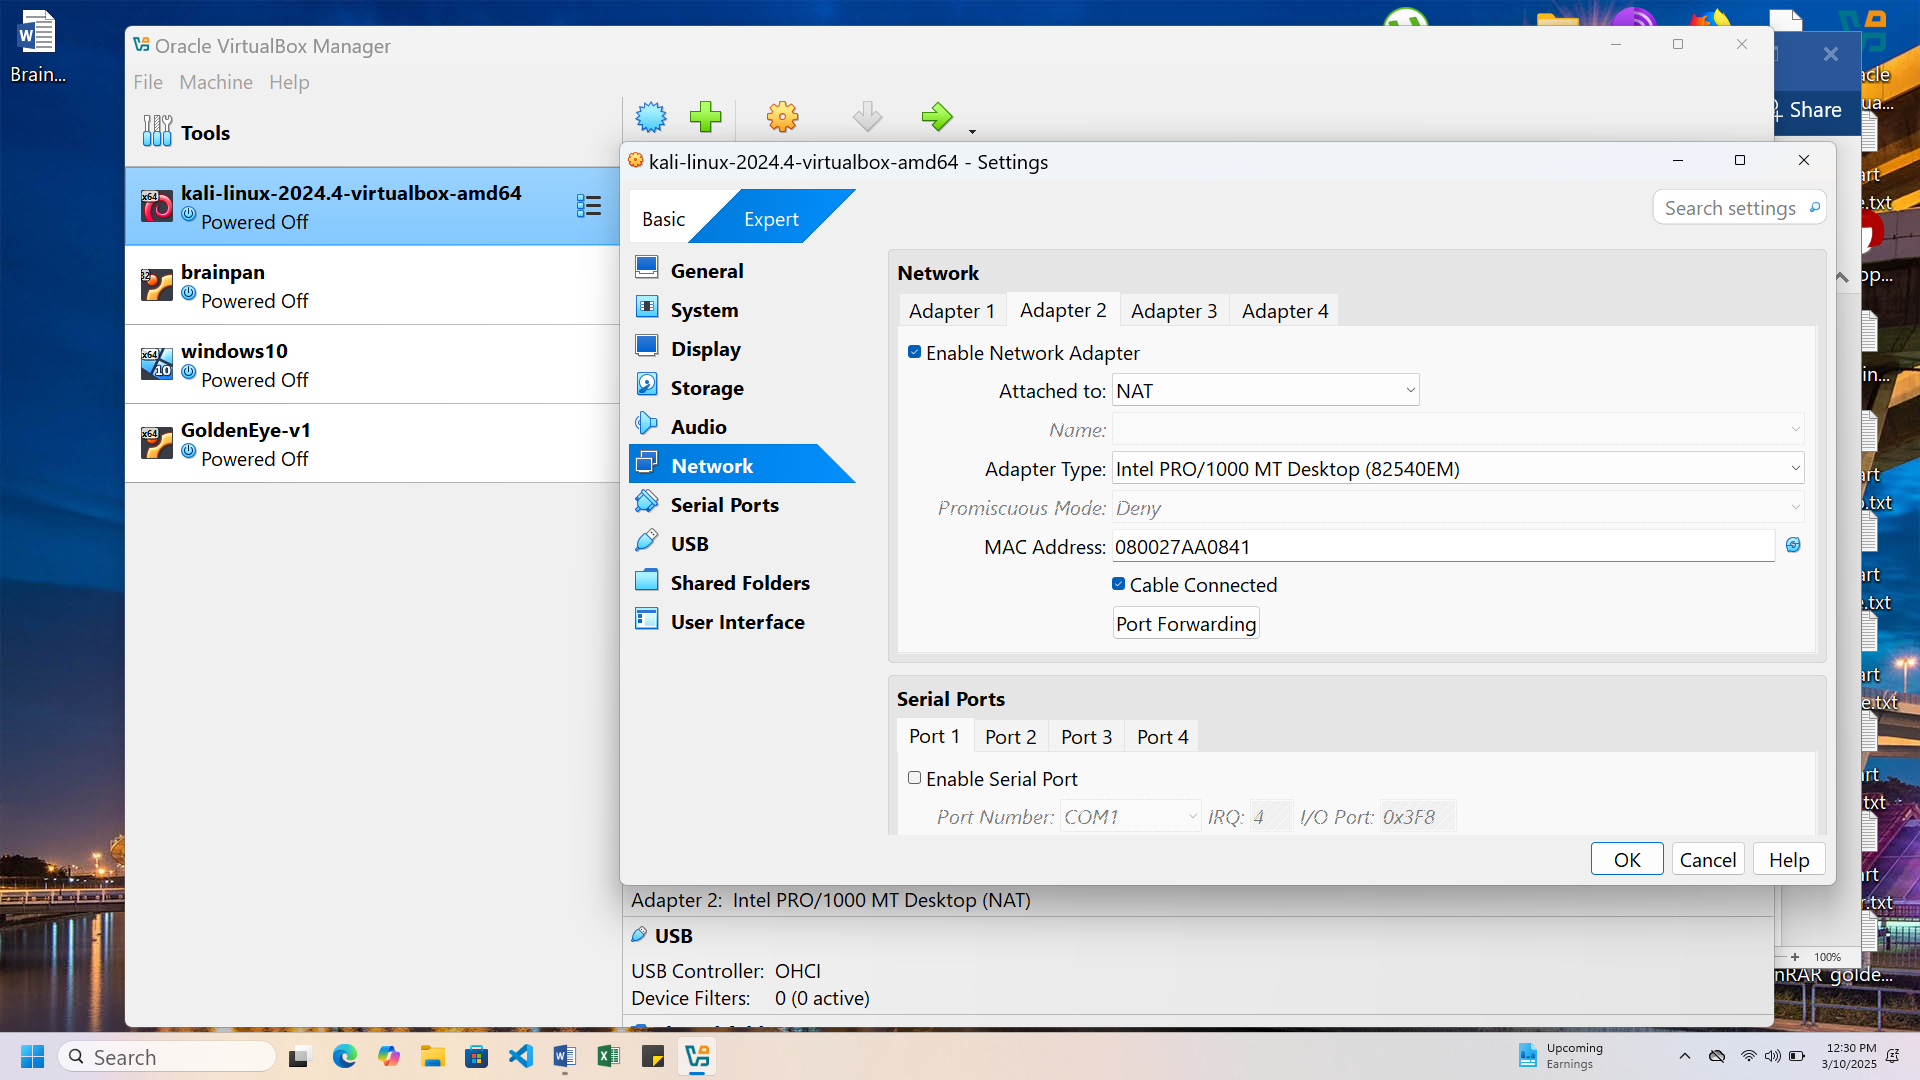 Brain...
Oracle VirtualBox Manager
File Machine Help
Tools
kali-linux-2024.4-virtualbox-amd64
Powered Off
brainpan
Powered Off
windows10
Powered Off
GoldenEye-v1
Powered Off
Share
kali-linux-2024.4-virtualbox-amd64 - Settings
Basic Expert
Search settings
General
System
Display
Storage
Audio
Network
Serial Ports
USB
Shared Folders
User Interface
Network
Adapter 1 Adapter 2 Adapter 3 Adapter 4
Enable Network Adapter
Attached to: NAT
Name:
Adapter Type: Intel PRO/1000 MT Desktop (82540EM)
Promiscuous Mode: Deny
MAC Address: 080027AA0841
Cable Connected
Port Forwarding
Serial Ports
Port 1 Port 2 Port 3 Port 4
Enable Serial Port
Port Number: COM1 IRQ: 4 I/O Port: 0x3F8
OK Cancel Help
Adapter 2: Intel PRO/1000 MT Desktop (NAT)
USB
USB Controller: OHCI
Device Filters: 0 (0 active)
100%
nRAR golde...
Search
Upcoming
Earnings
12:30 PM
3/10/2025